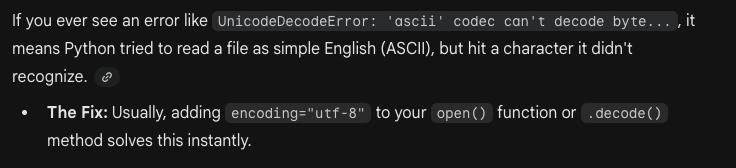 If you ever see an error like UnicodeDecodeError: 'ascii' codec can't decode byte..., it
means Python tried to read a file as simple English (ASCII), but hit a character it didn't
recognize.
• The Fix: Usually, adding encoding="utf-8" to your open() function or .decode()
method solves this instantly.